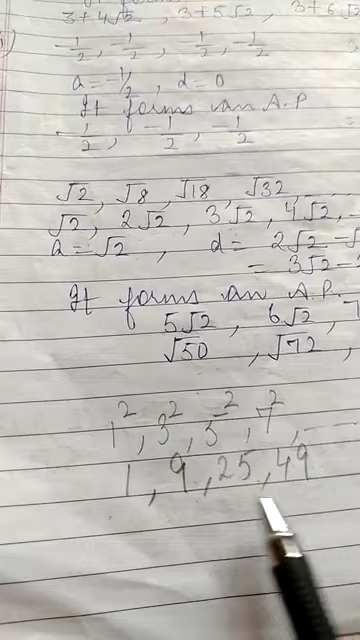 3+4√2, 3+5√2, 3+6√2
-1/2, -1/2, -1/2, -1/2
a = -1/2, d = 0
It forms an A.P
-1/2, -1/2, -1/2
√2, √8, √18, √32, ...
√2, 2√2, 3√2, 4√2, ..
a = √2, d = 2√2 - √
= 3√2 -
It forms an A.P.
5√2, 6√2, 7
√50, √72,
1², 3², 5², 7², ...
1, 9, 25, 49